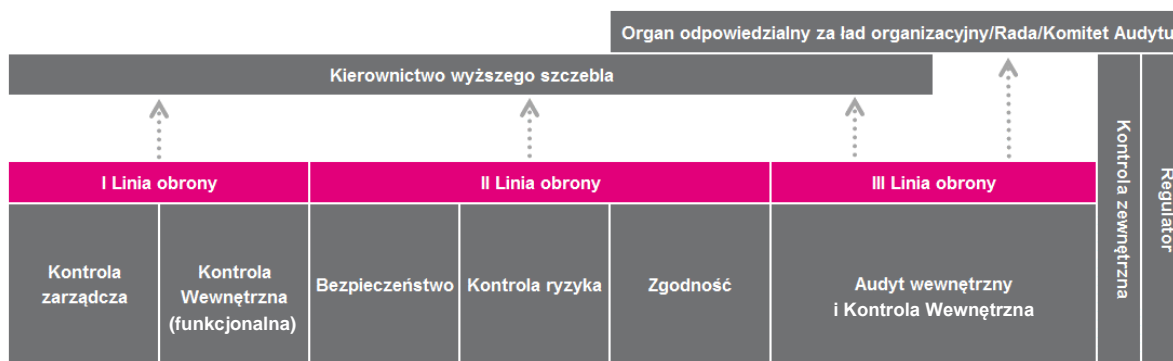 Organ odpowiedzialny za ład organizacyjny/Rada/Komitet Audytu
Kierownictwo wyższego szczebla
I Linia obrony
II Linia obrony
III Linia obrony
Kontrola
zarządcza
Kontrola
Wewnętrzna
(funkcjonalna)
Bezpieczeństwo
Kontrola ryzyka
Zgodność
Audyt wewnętrzny
i Kontrola Wewnętrzna
Kontrola zewnętrzna
Regulator